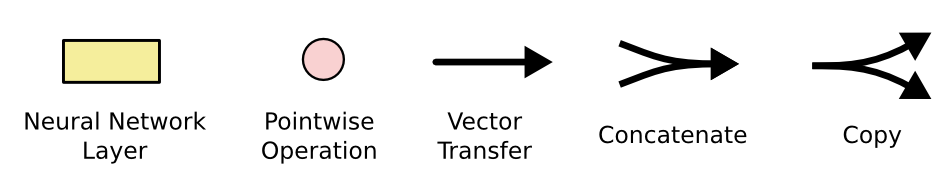 Neural Network
Layer
Pointwise
Operation
Vector
Transfer
Concatenate
Copy